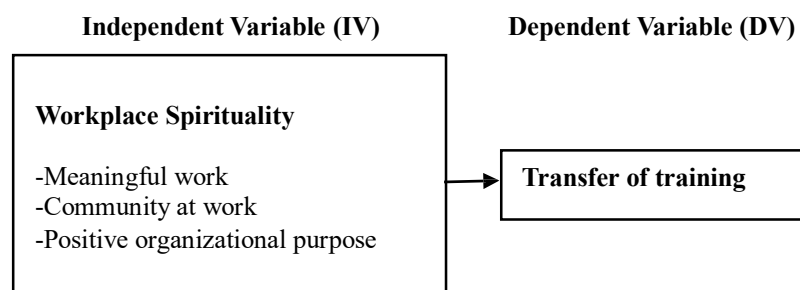 Independent Variable (IV)
Dependent Variable (DV)
Workplace Spirituality
-Meaningful work
-Community at work
-Positive organizational purpose
Transfer of training